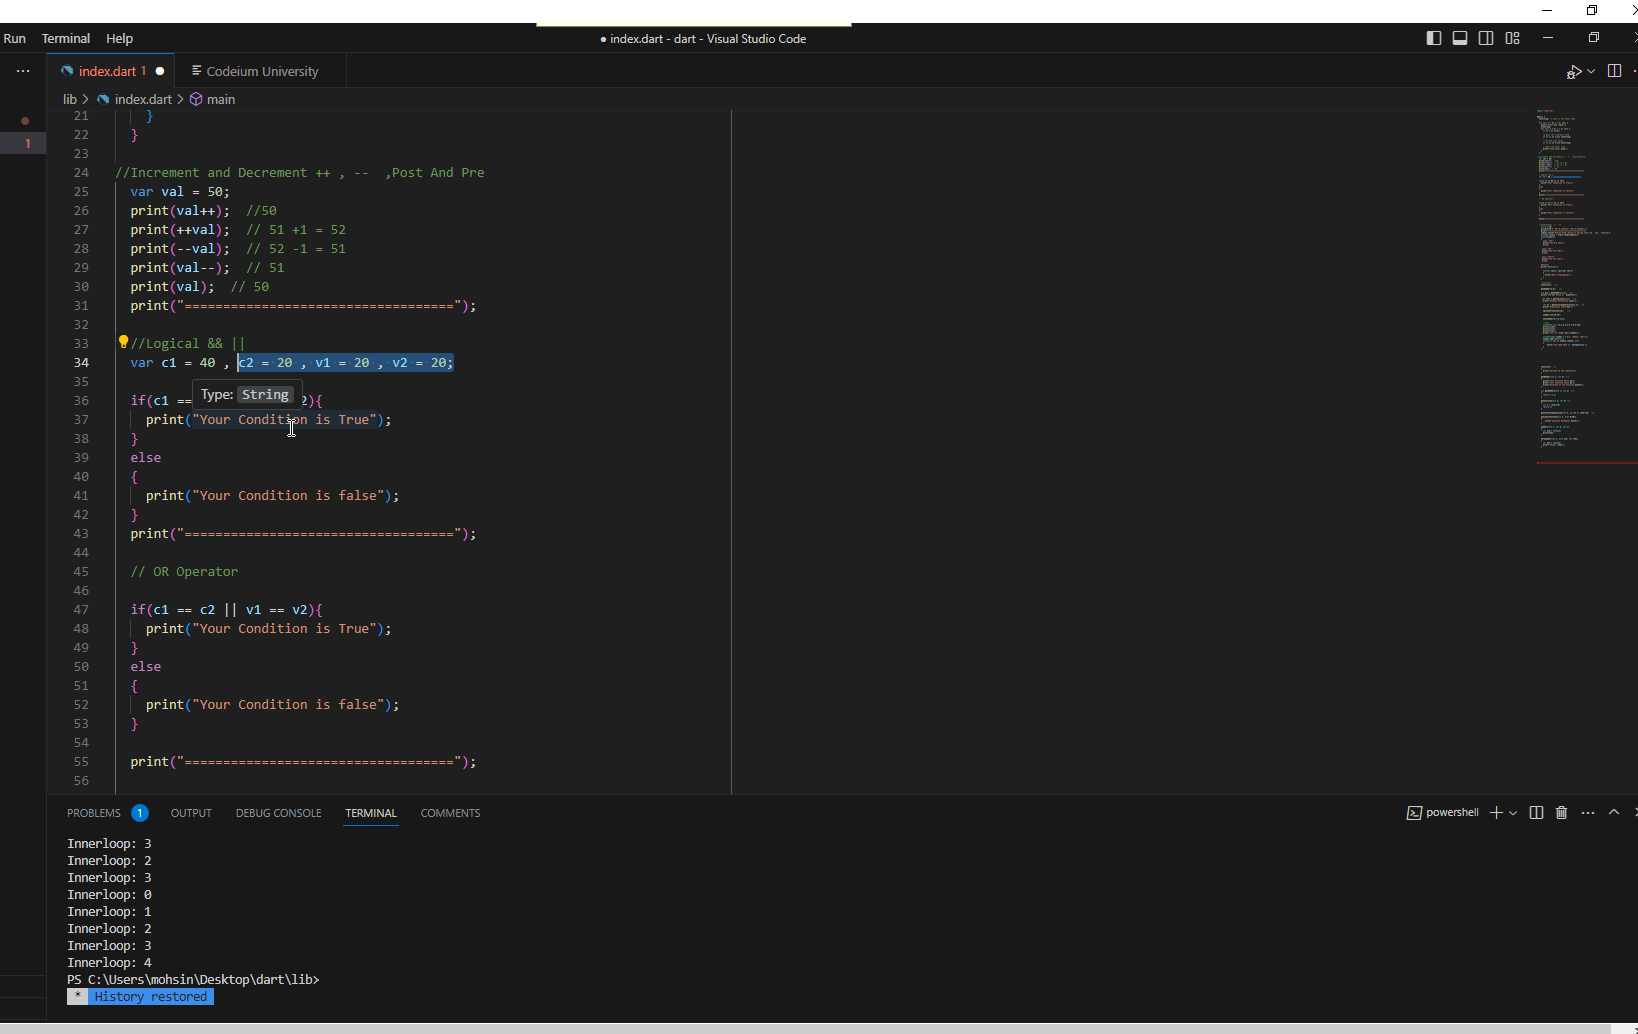 Run Terminal Help ● index.dart - dart - Visual Studio Code
... index.dart 1 ● Codeium University
lib > index.dart > main
21 }
22 }
23
24 //Increment and Decrement ++ , -- ,Post And Pre
25 var val = 50;
26 print(val++); //50
27 print(++val); // 51 +1 = 52
28 print(--val); // 52 -1 = 51
29 print(val--); // 51
30 print(val); // 50
31 print("===================================");
32
33 //Logical && ||
34 var c1 = 40 , c2 = 20 , v1 = 20 , v2 = 20;
35
Type: String
1
36 if(c1 == 2){
37 print("Your Condition is True");
38 }
39 else
40 {
41 print("Your Condition is false");
42 }
43 print("===================================");
44
45 // OR Operator
46
47 if(c1 == c2 || v1 == v2){
48 print("Your Condition is True");
49 }
50 else
51 {
52 print("Your Condition is false");
53 }
54
55 print("===================================");
56
PROBLEMS 1 OUTPUT DEBUG CONSOLE TERMINAL COMMENTS powershell
Innerloop: 3
Innerloop: 2
Innerloop: 3
Innerloop: 0
Innerloop: 1
Innerloop: 2
Innerloop: 3
Innerloop: 4
PS C:\Users\mohsin\Desktop\dart\lib>
* History restored